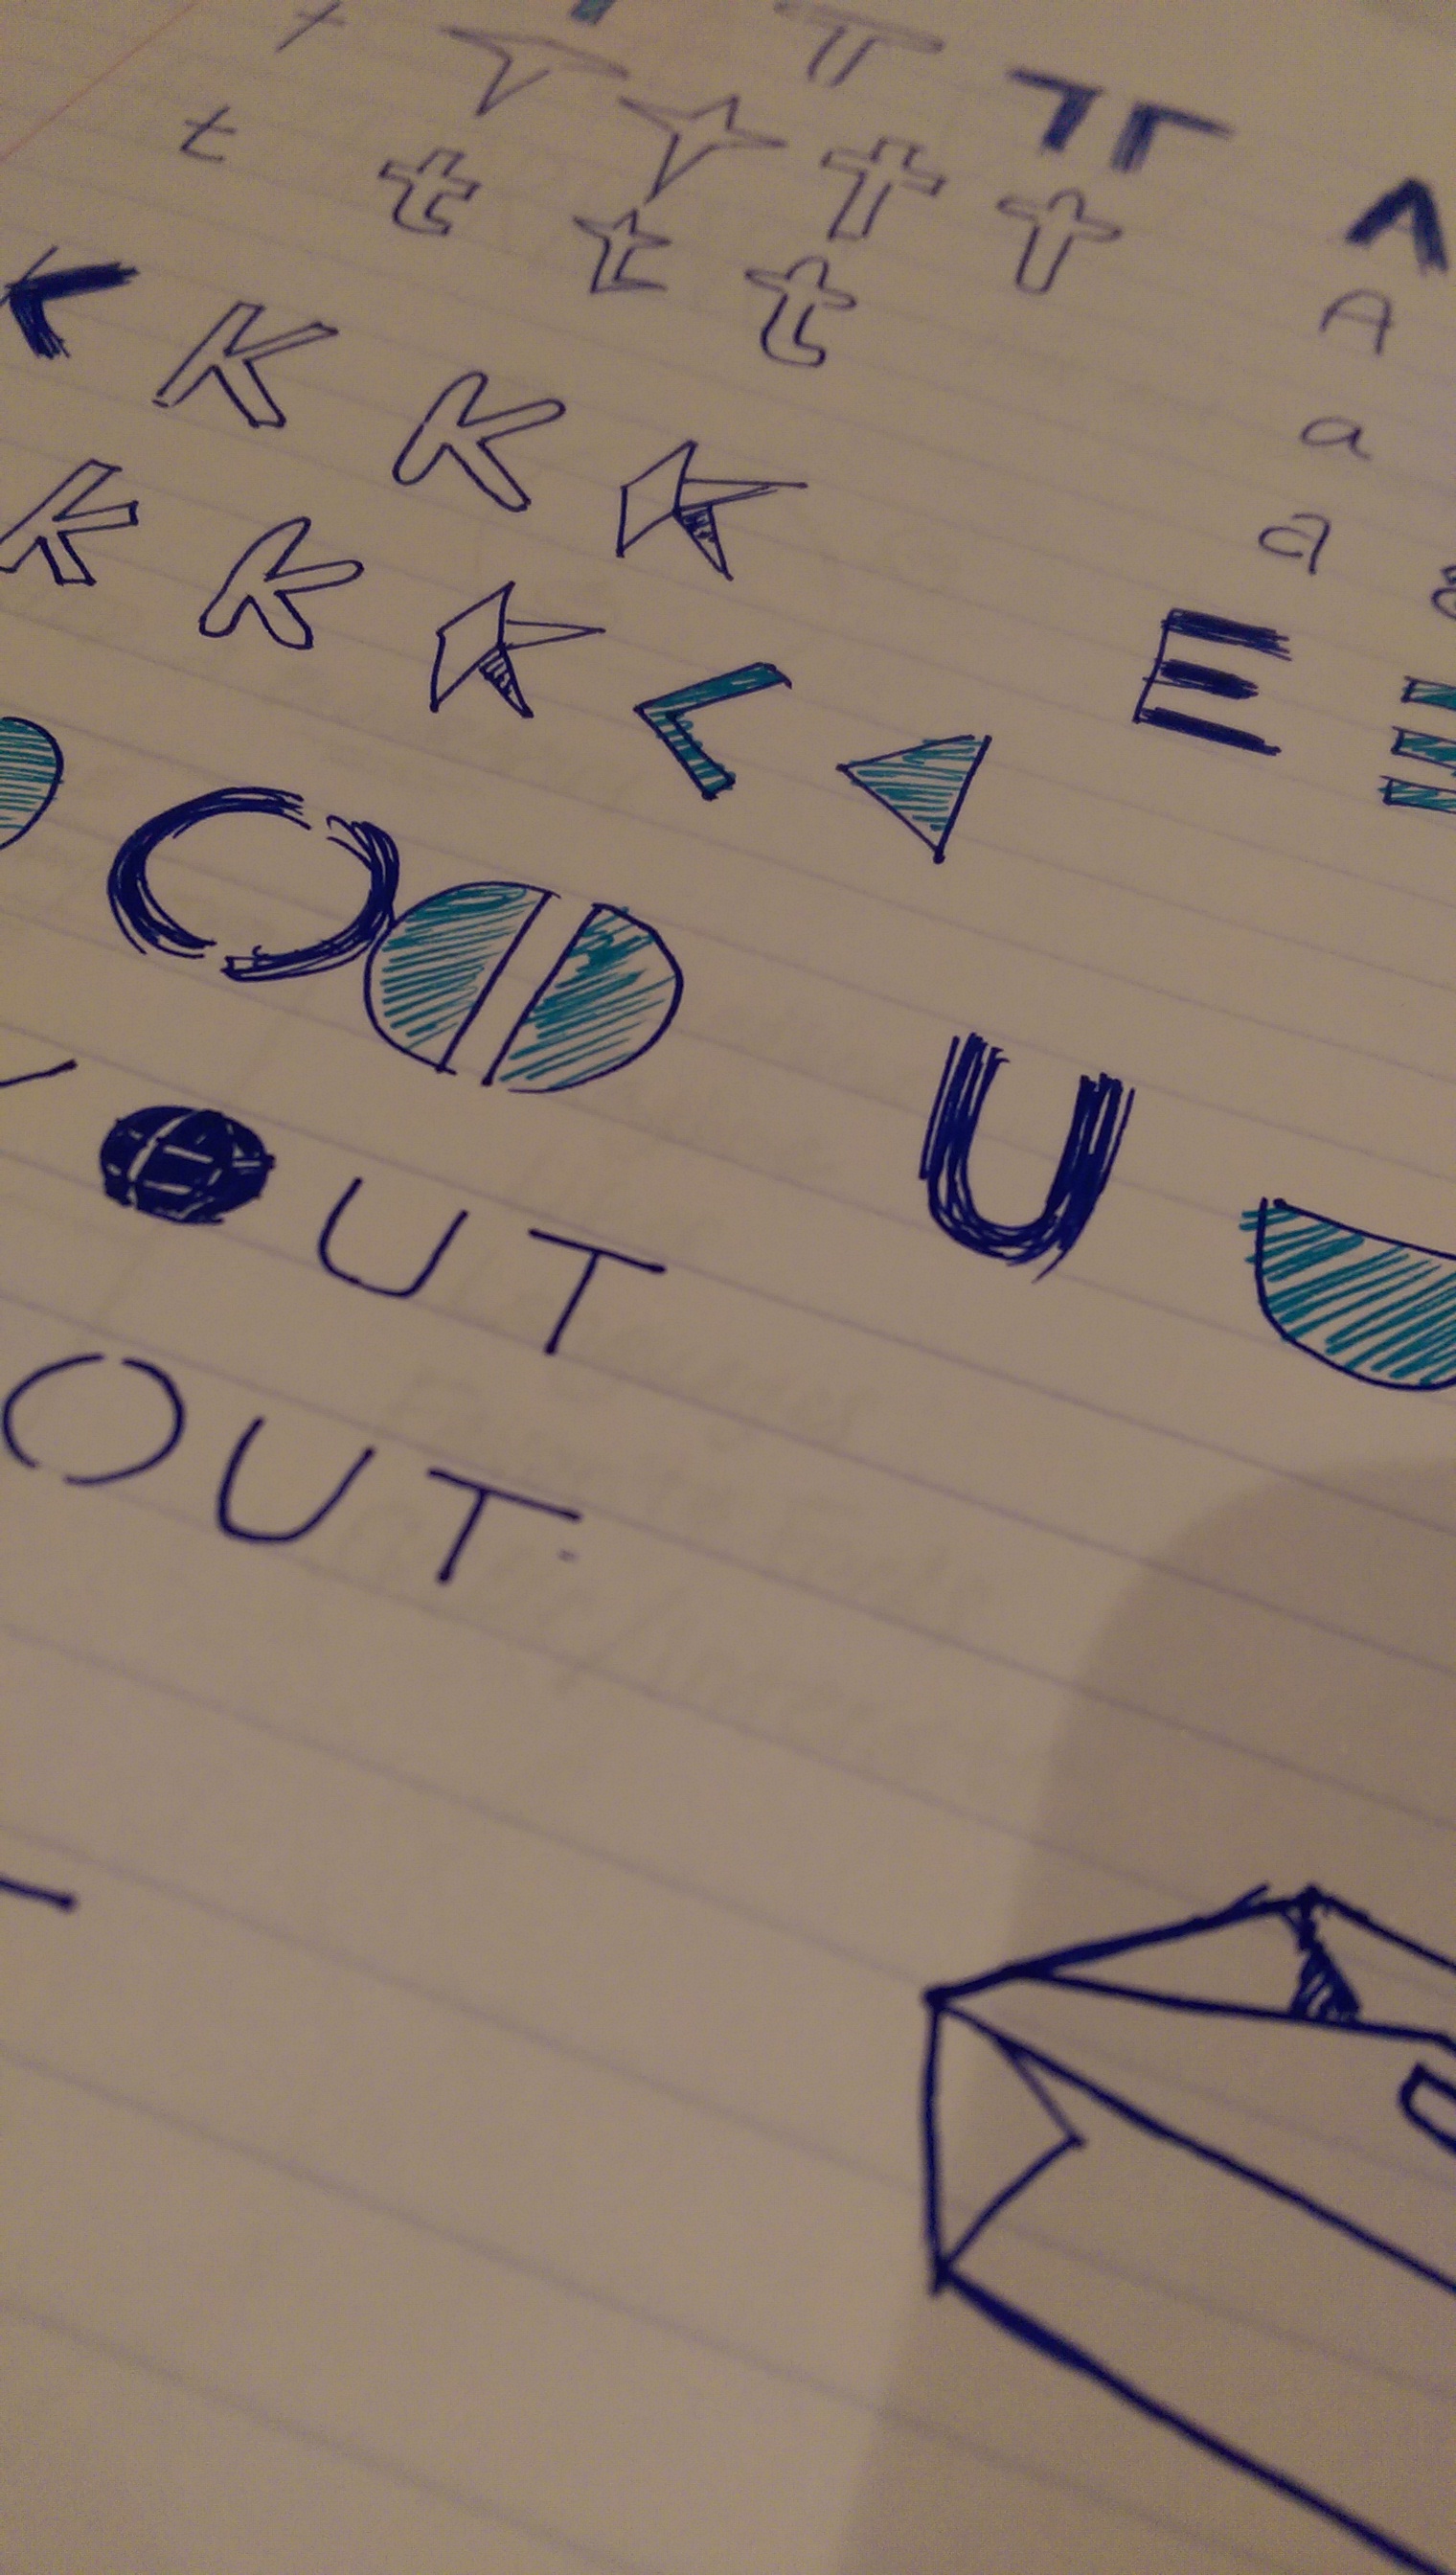 t T T T
t t t t t Λ
K K K K A
K K K a
a
E
O O U
OUT
OUT